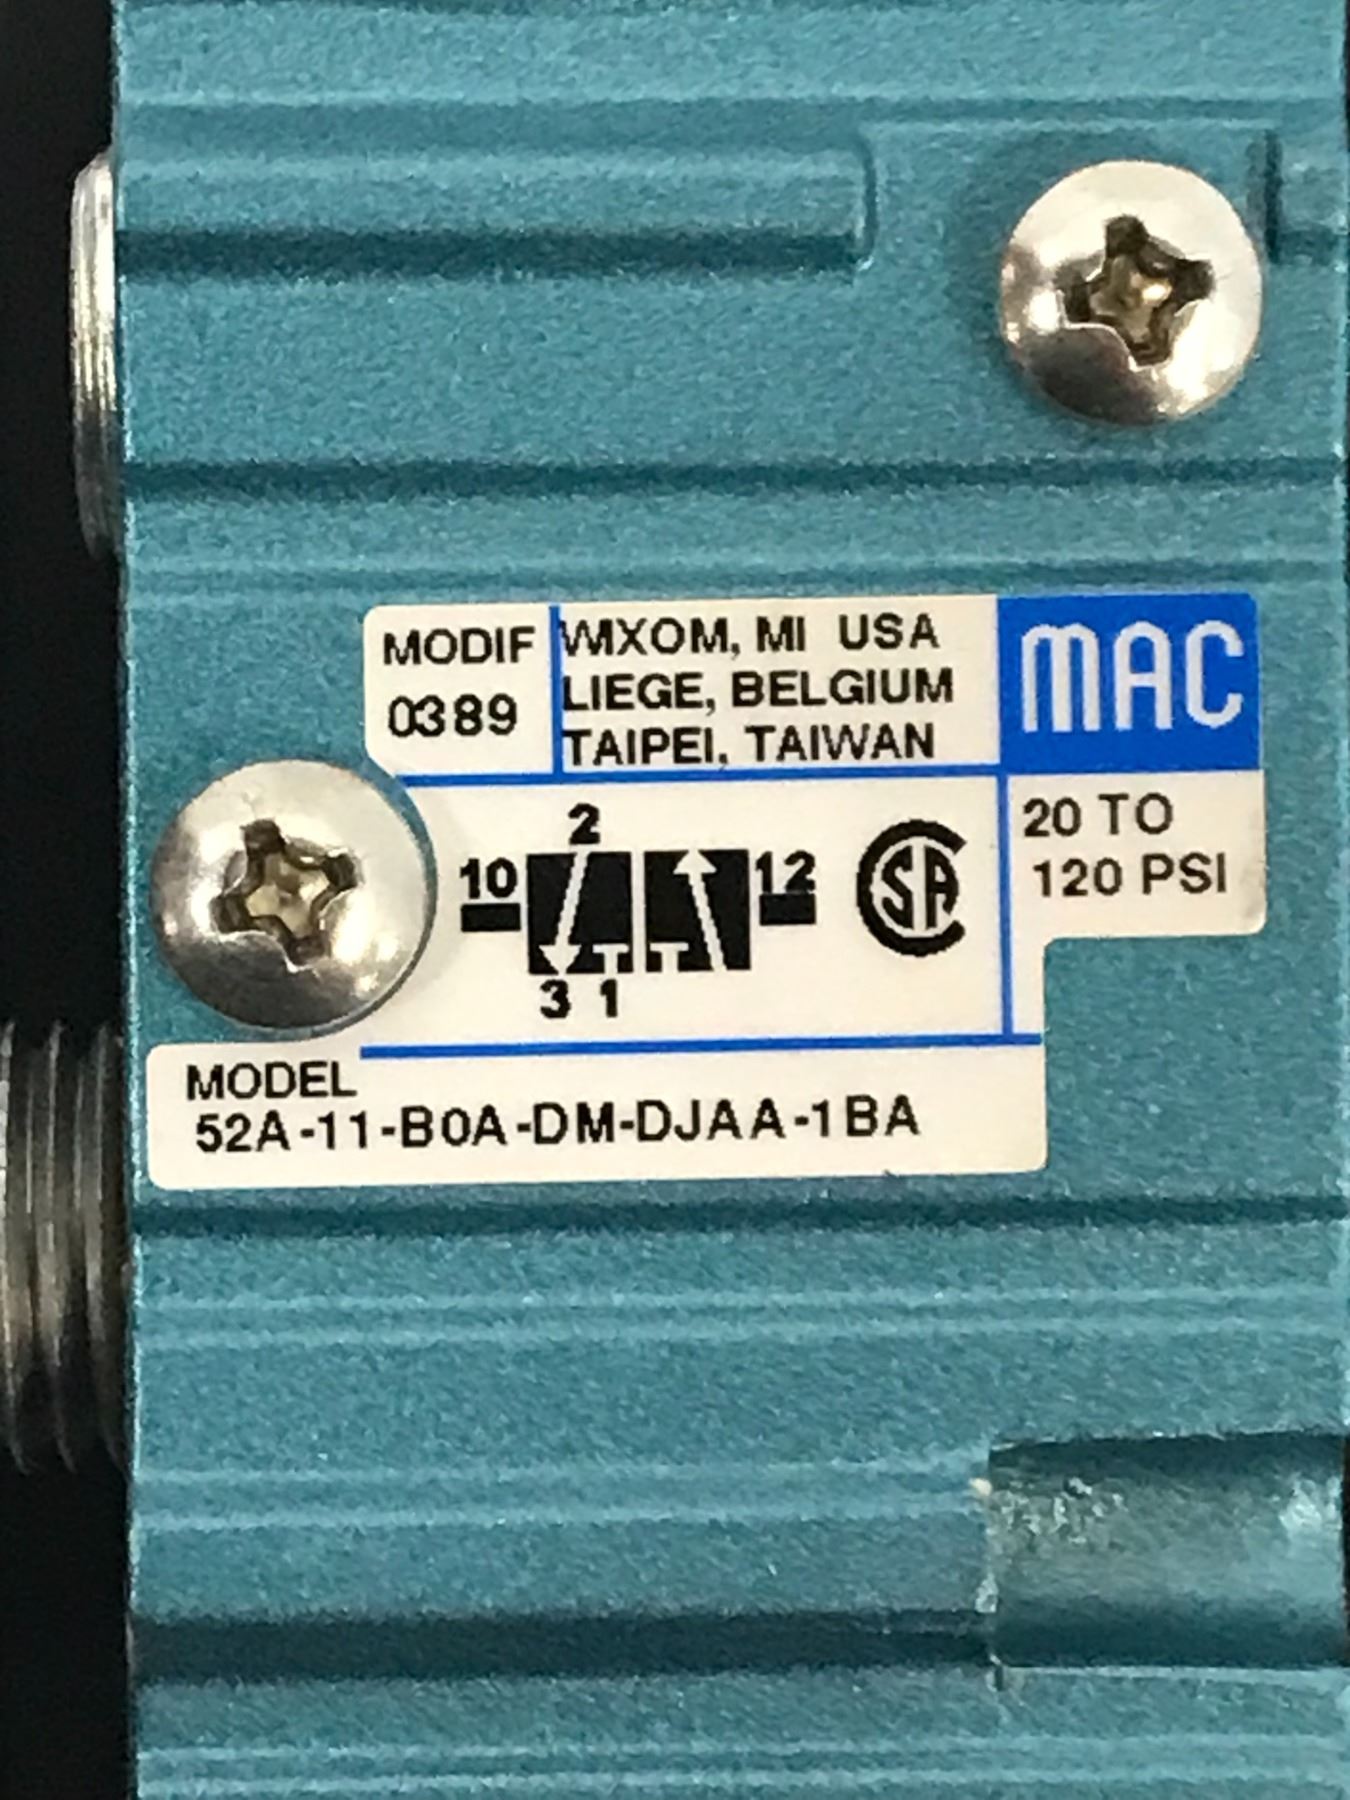 MODIF
0389
WIXOM, MI USA
LIEGE, BELGIUM
TAIPEI, TAIWAN
MAC
2
10
12
3 1
CSA
20 TO
120 PSI
MODEL
52A-11-B0A-DM-DJAA-1BA